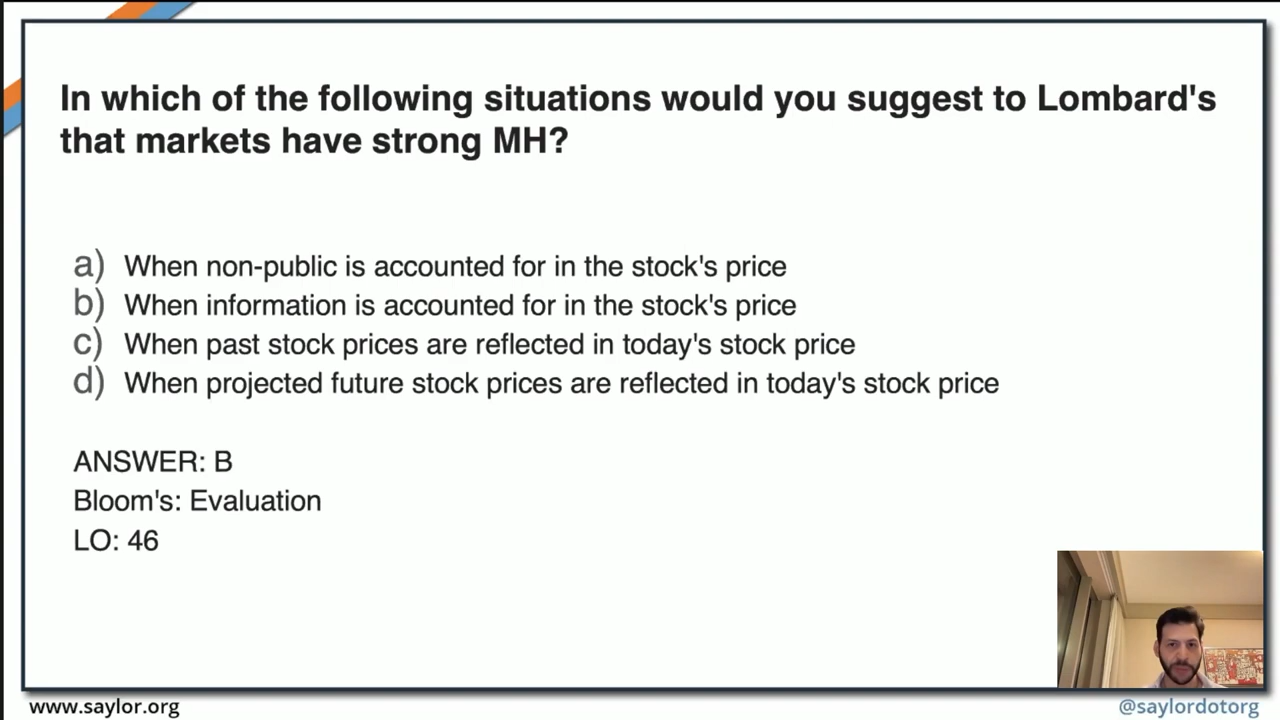 In which of the following situations would you suggest to Lombard's
that markets have strong MH?
a) When non-public is accounted for in the stock's price
b) When information is accounted for in the stock's price
c) When past stock prices are reflected in today's stock price
d) When projected future stock prices are reflected in today's stock price
ANSWER: B
Bloom's: Evaluation
LO: 46
www.saylor.org
@saylordotorg